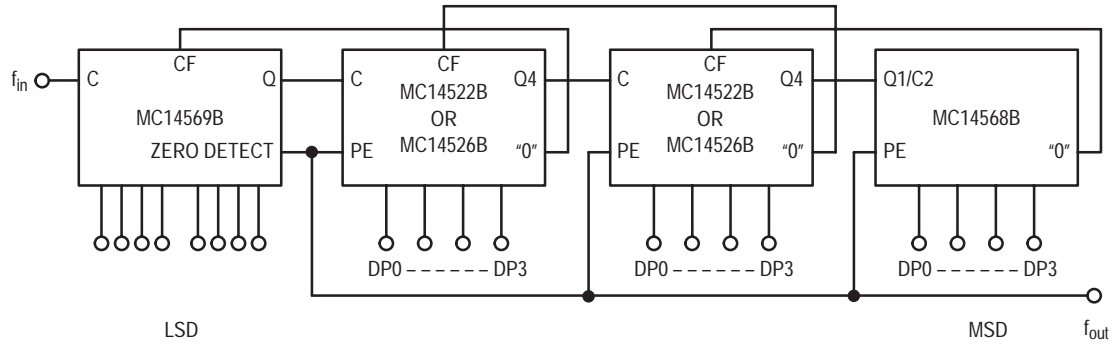 f_in C CF Q
MC14569B
ZERO DETECT
CF
C MC14522B Q4
OR
PE MC14526B "0"
DP0 – – – – – – DP3
CF
C MC14522B Q4
OR
PE MC14526B "0"
DP0 – – – – – – DP3
Q1/C2
MC14568B
PE "0"
DP0 – – – – – – DP3
LSD MSD f_out